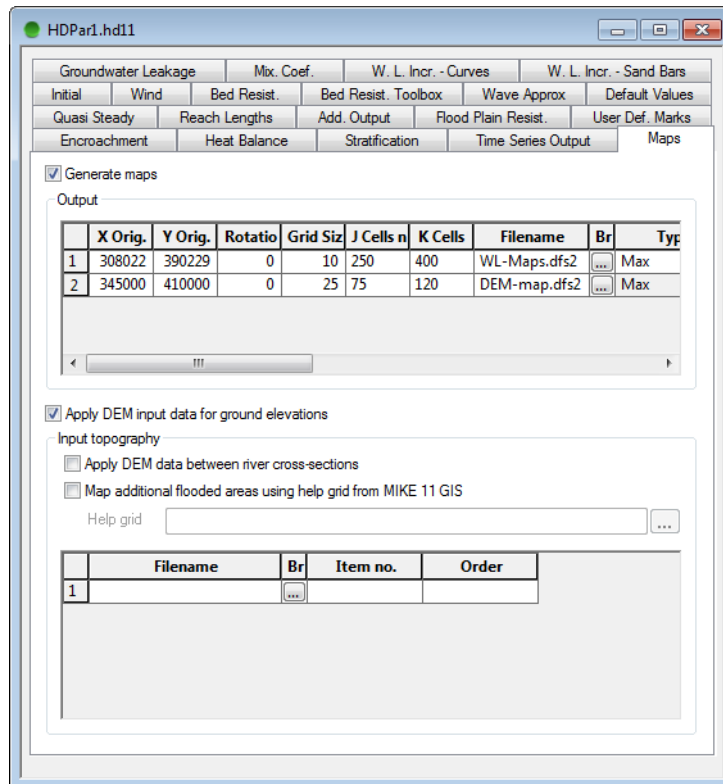 HDPar1.hd11
Groundwater Leakage Mix. Coef. W. L. Incr. - Curves W. L. Incr. - Sand Bars
Initial Wind Bed Resist. Bed Resist. Toolbox Wave Approx Default Values
Quasi Steady Reach Lengths Add. Output Flood Plain Resist. User Def. Marks
Encroachment Heat Balance Stratification Time Series Output Maps
Generate maps
Output
X Orig. Y Orig. Rotatio Grid Siz J Cells n K Cells Filename Br Typ
1 308022 390229 0 10 250 400 WL-Maps.dfs2 ... Max
2 345000 410000 0 25 75 120 DEM-map.dfs2 ... Max
Apply DEM input data for ground elevations
Input topography
Apply DEM data between river cross-sections
Map additional flooded areas using help grid from MIKE 11 GIS
Help grid ...
Filename Br Item no. Order
1 ...